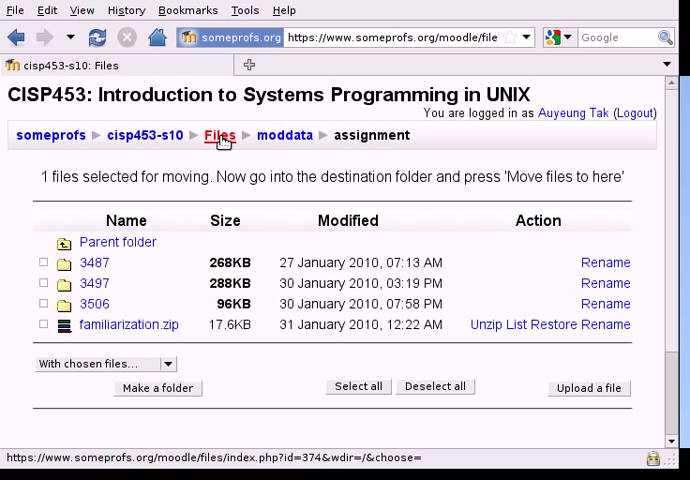 File Edit View History Bookmarks Tools Help
someprofs.org https://www.someprofs.org/moodle/file Google
cisp453-s10: Files
CISP453: Introduction to Systems Programming in UNIX
You are logged in as Auyeung Tak (Logout)
someprofs ► cisp453-s10 ► Files ► moddata ► assignment
1 files selected for moving. Now go into the destination folder and press 'Move files to here'
Name Size Modified Action
Parent folder
3487 268KB 27 January 2010, 07:13 AM Rename
3497 288KB 30 January 2010, 03:19 PM Rename
3506 96KB 30 January 2010, 07:58 PM Rename
familiarization.zip 17.6KB 31 January 2010, 12:22 AM Unzip List Restore Rename
With chosen files...
Make a folder Select all Deselect all Upload a file
https://www.someprofs.org/moodle/files/index.php?id=374&wdir=/&choose=